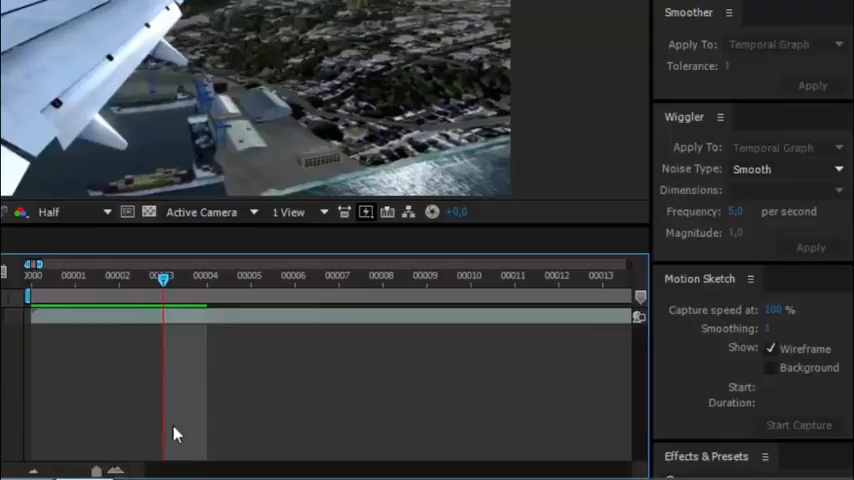 Smoother
Apply To: Temporal Graph
Tolerance: 1
Apply
Wiggler
Apply To: Temporal Graph
Noise Type: Smooth
Dimensions:
Frequency: 5,0 per second
Magnitude: 1,0
Apply
Half
Active Camera
1 View
+0,0
0000 00001 00002 00003 00004 00005 00006 00007 00008 00009 00010 00011 00012 00013
Motion Sketch
Capture speed at: 100 %
Smoothing: 1
Show: Wireframe
Background
Start:
Duration:
Start Capture
Effects & Presets